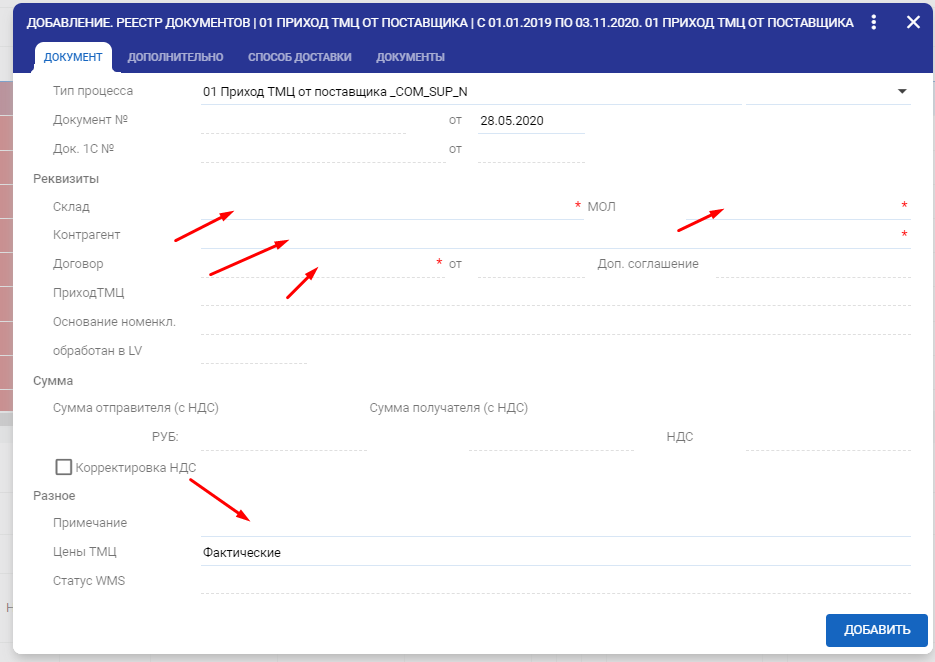 ДОБАВЛЕНИЕ. РЕЕСТР ДОКУМЕНТОВ | 01 ПРИХОД ТМЦ ОТ ПОСТАВЩИКА | С 01.01.2019 ПО 03.11.2020. 01 ПРИХОД ТМЦ ОТ ПОСТАВЩИКА
ДОКУМЕНТ ДОПОЛНИТЕЛЬНО СПОСОБ ДОСТАВКИ ДОКУМЕНТЫ
Тип процесса 01 Приход ТМЦ от поставщика _COM_SUP_N
Документ № от 28.05.2020
Док. 1С № от
Реквизиты
Склад * МОЛ *
Контрагент *
Договор * от Доп. соглашение
ПриходТМЦ
Основание номенкл.
обработан в LV
Сумма
Сумма отправителя (с НДС) Сумма получателя (с НДС)
РУБ: НДС
Корректировка НДС
Разное
Примечание
Цены ТМЦ Фактические
Статус WMS
ДОБАВИТЬ